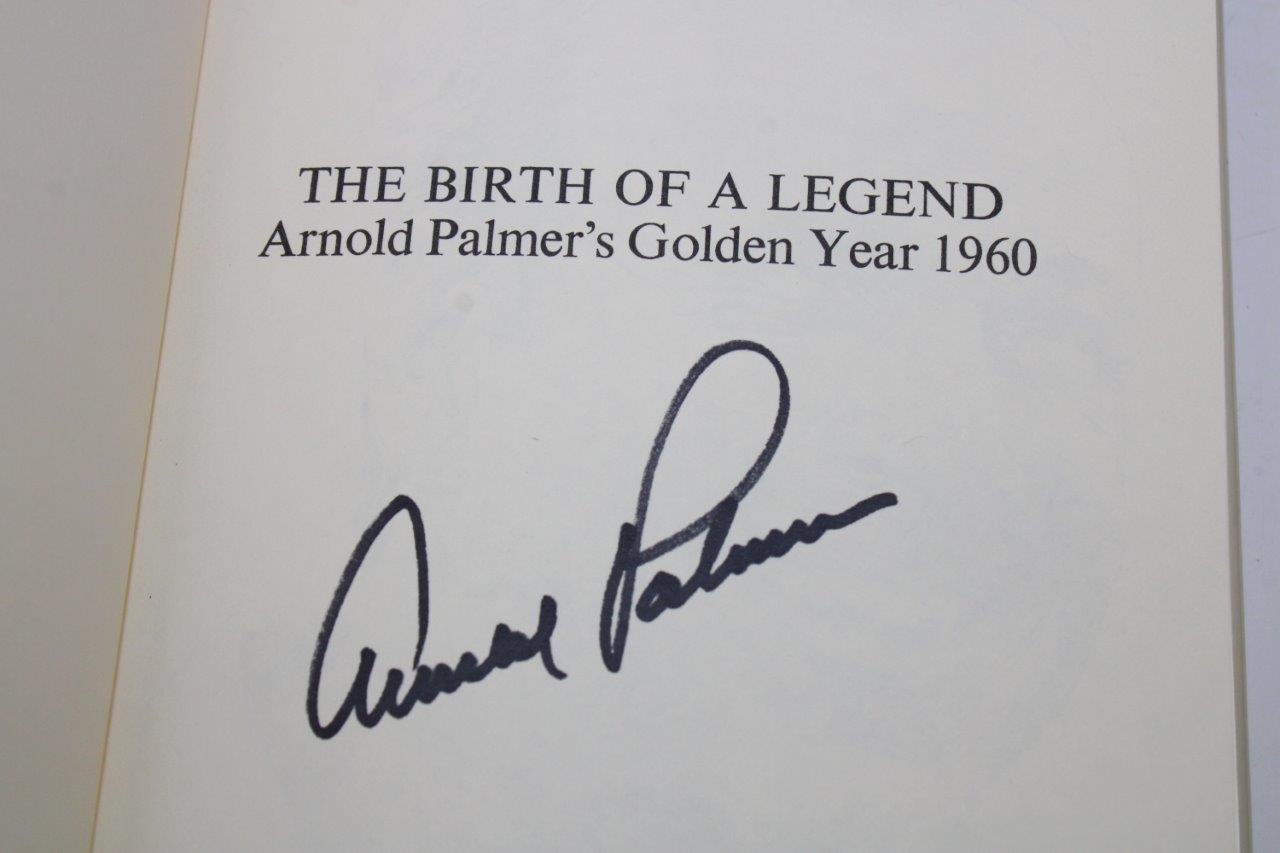 THE BIRTH OF A LEGEND
Arnold Palmer's Golden Year 1960
Arnold Palmer